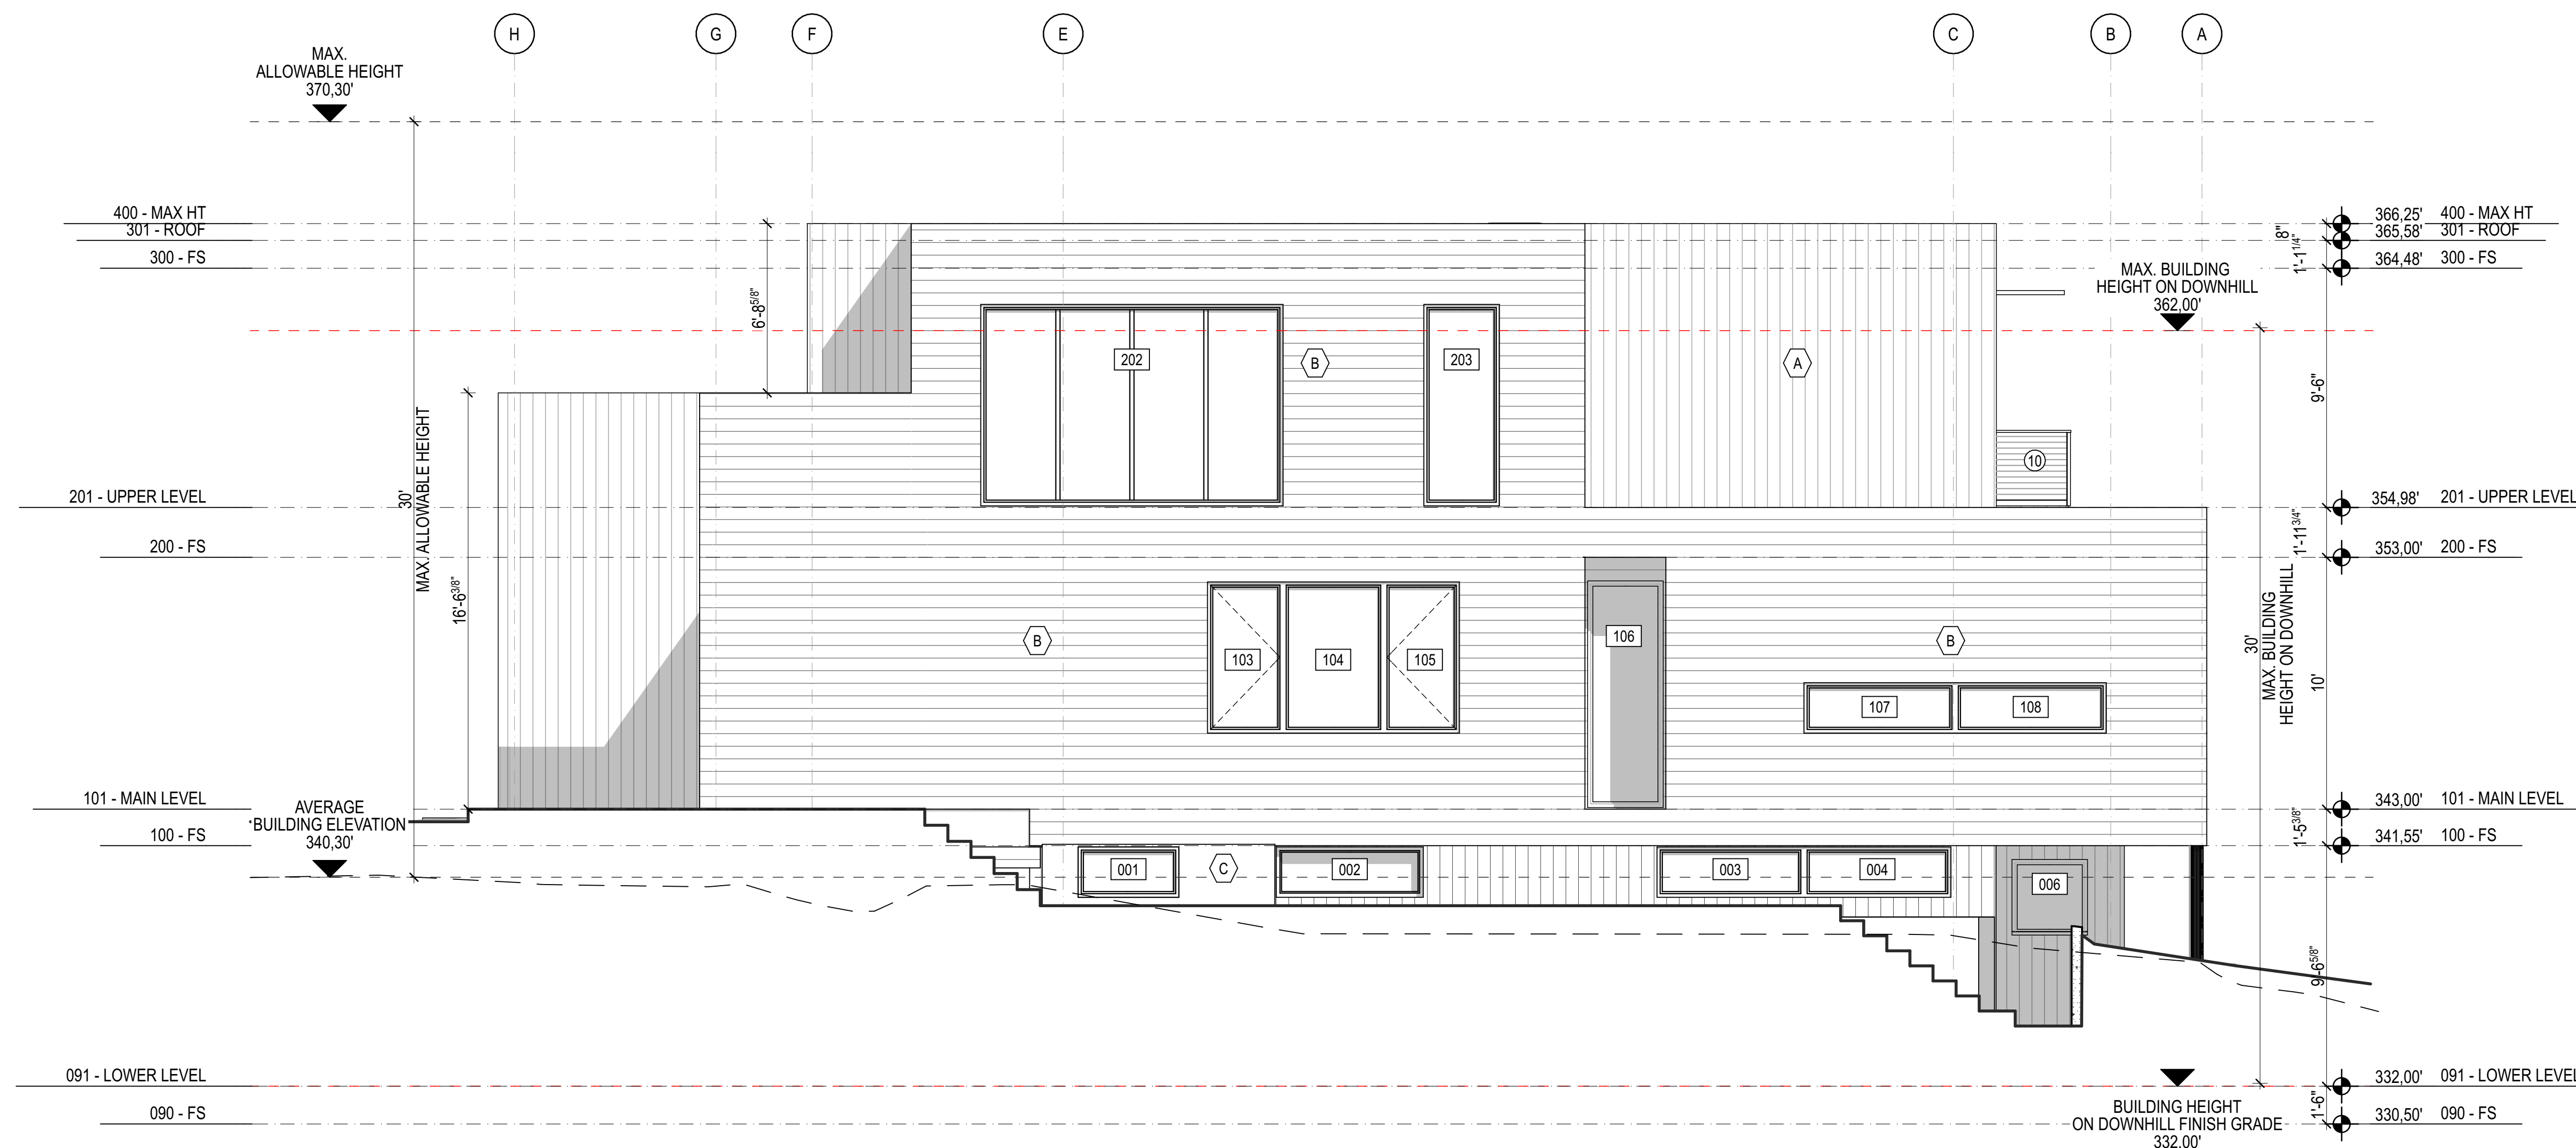 H
G
F
E
C
B
A
MAX.
ALLOWABLE HEIGHT
370,30'
400 - MAX HT
301 - ROOF
300 - FS
201 - UPPER LEVEL
200 - FS
101 - MAIN LEVEL
100 - FS
091 - LOWER LEVEL
090 - FS
30'
MAX. ALLOWABLE HEIGHT
16'-6 3/8"
6'-8 5/8"
AVERAGE
BUILDING ELEVATION
340,30'
202
B
203
A
10
B
103
104
105
106
B
107
108
001
C
002
003
004
006
MAX. BUILDING
HEIGHT ON DOWNHILL
362,00'
30'
MAX. BUILDING
HEIGHT ON DOWNHILL
BUILDING HEIGHT
ON DOWNHILL FINISH GRADE
332,00'
8"
1'-1 1/4"
9'-6"
1'-11 3/4"
10'
1'-5 3/8"
9'-6 5/8"
1'-6"
366,25' 400 - MAX HT
365,58' 301 - ROOF
364,48' 300 - FS
354,98' 201 - UPPER LEVEL
353,00' 200 - FS
343,00' 101 - MAIN LEVEL
341,55' 100 - FS
332,00' 091 - LOWER LEVEL
330,50' 090 - FS